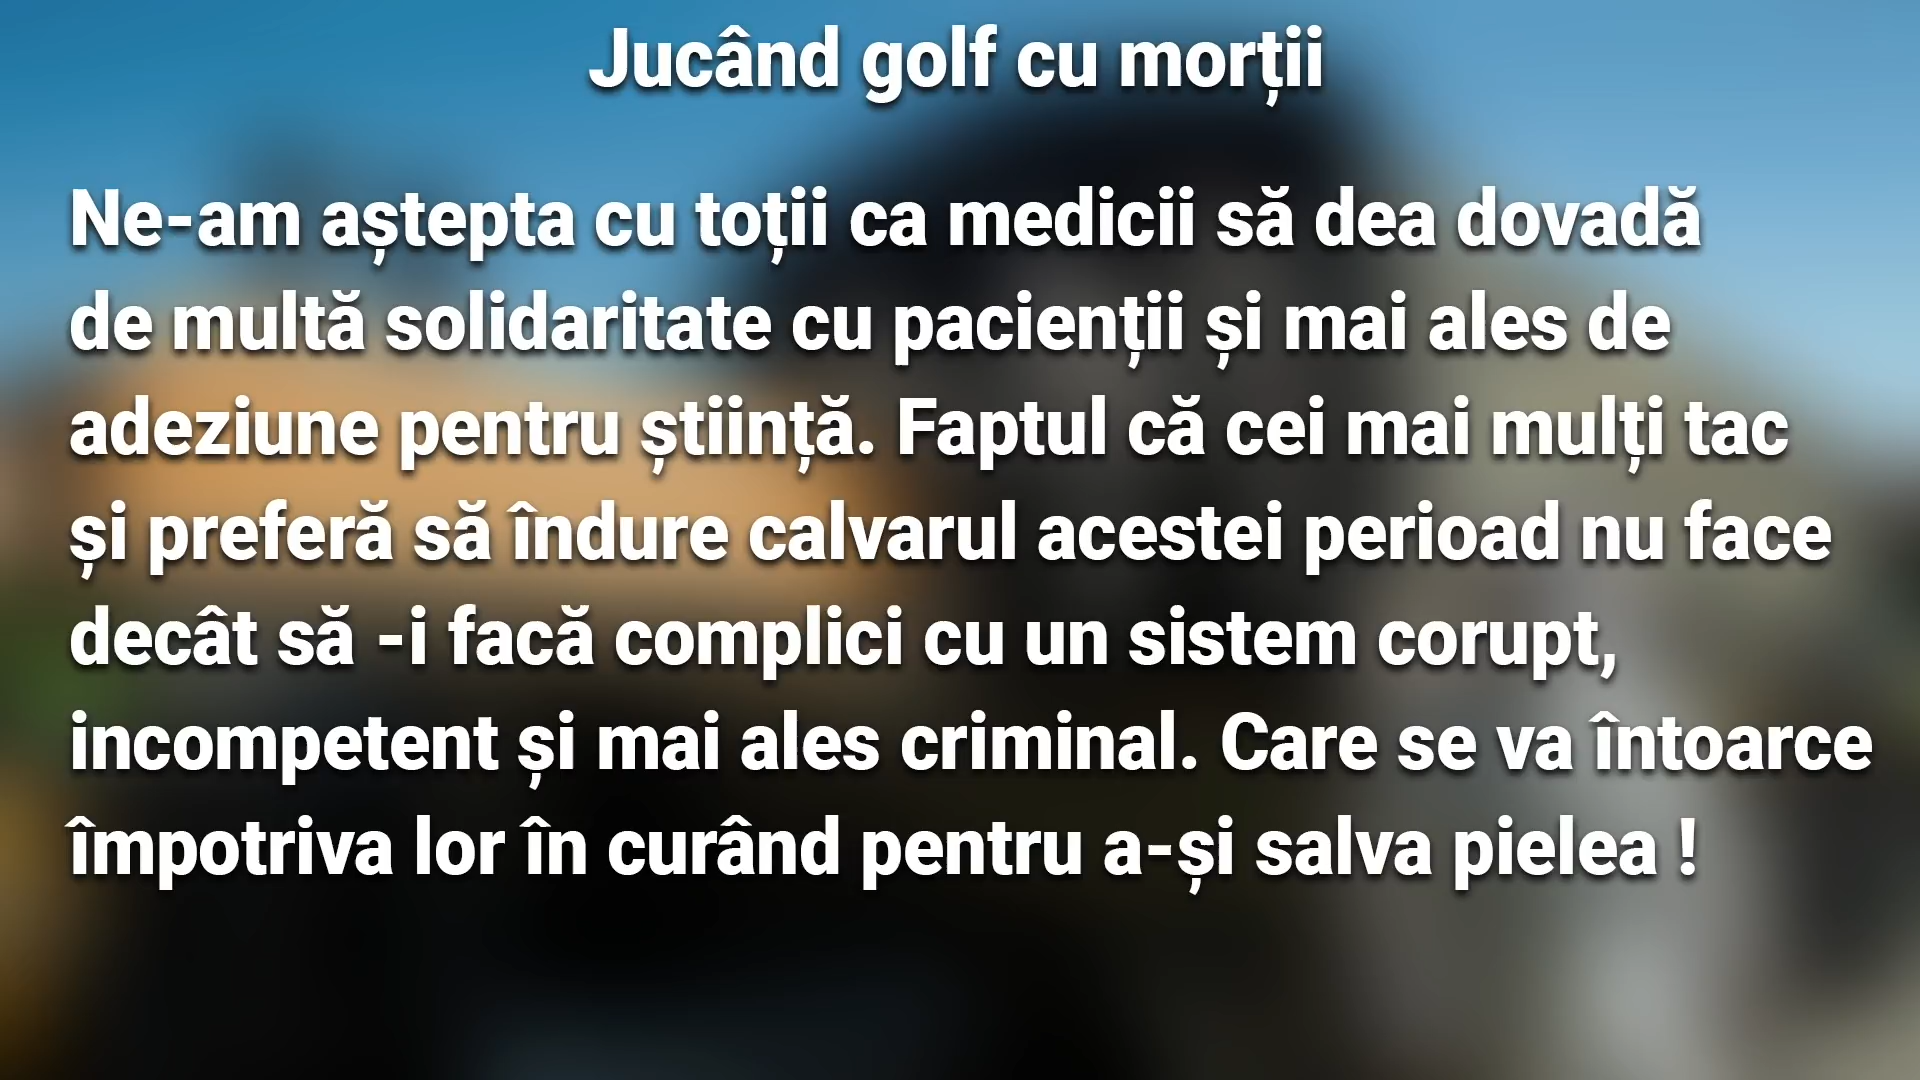 Jucând golf cu morții
Ne-am aștepta cu toții ca medicii să dea dovadă
de multă solidaritate cu pacienții și mai ales de
adeziune pentru știință. Faptul că cei mai mulți tac
și preferă să îndure calvarul acestei perioad nu face
decât să -i facă complici cu un sistem corupt,
incompetent și mai ales criminal. Care se va întoarce
împotriva lor în curând pentru a-și salva pielea !